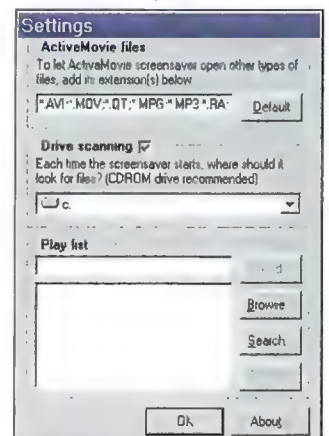 Settings
ActiveMovie files
To let ActiveMovie screensaver open other types of
files, add its extension(s) below
*.AVI;*.MOV;*.QT;*.MPG;*.MP3;*.RA;
Default
Drive scanning
Each time the screensaver starts, where should it
look for files? (CDROM drive recommended)
c:
Play list
Browse
Search
Ok
About